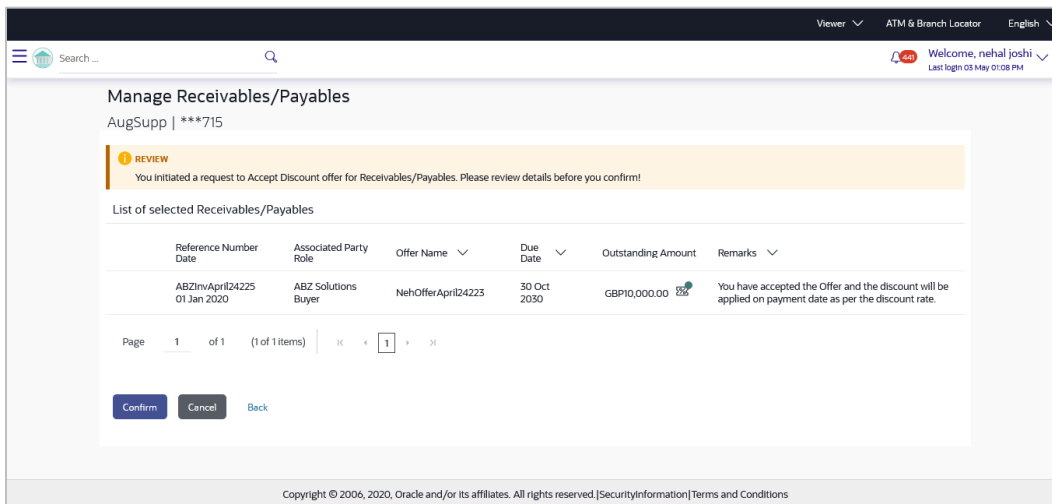 Viewer ATM & Branch Locator English
Search ...
441 Welcome, nehal joshi
Last login 03 May 01:08 PM
Manage Receivables/Payables
AugSupp | ***715
REVIEW
You initiated a request to Accept Discount offer for Receivables/Payables. Please review details before you confirm!
List of selected Receivables/Payables
Reference Number Associated Party Due
Date Role Offer Name Date Outstanding Amount Remarks
ABZInvApril24225 ABZ Solutions 30 Oct You have accepted the Offer and the discount will be
01 Jan 2020 Buyer NehOfferApril24223 2030 GBP10,000.00 applied on payment date as per the discount rate.
Page 1 of 1 (1 of 1 items) 1
Confirm Cancel Back
Copyright © 2006, 2020, Oracle and/or its affiliates. All rights reserved.|SecurityInformation|Terms and Conditions